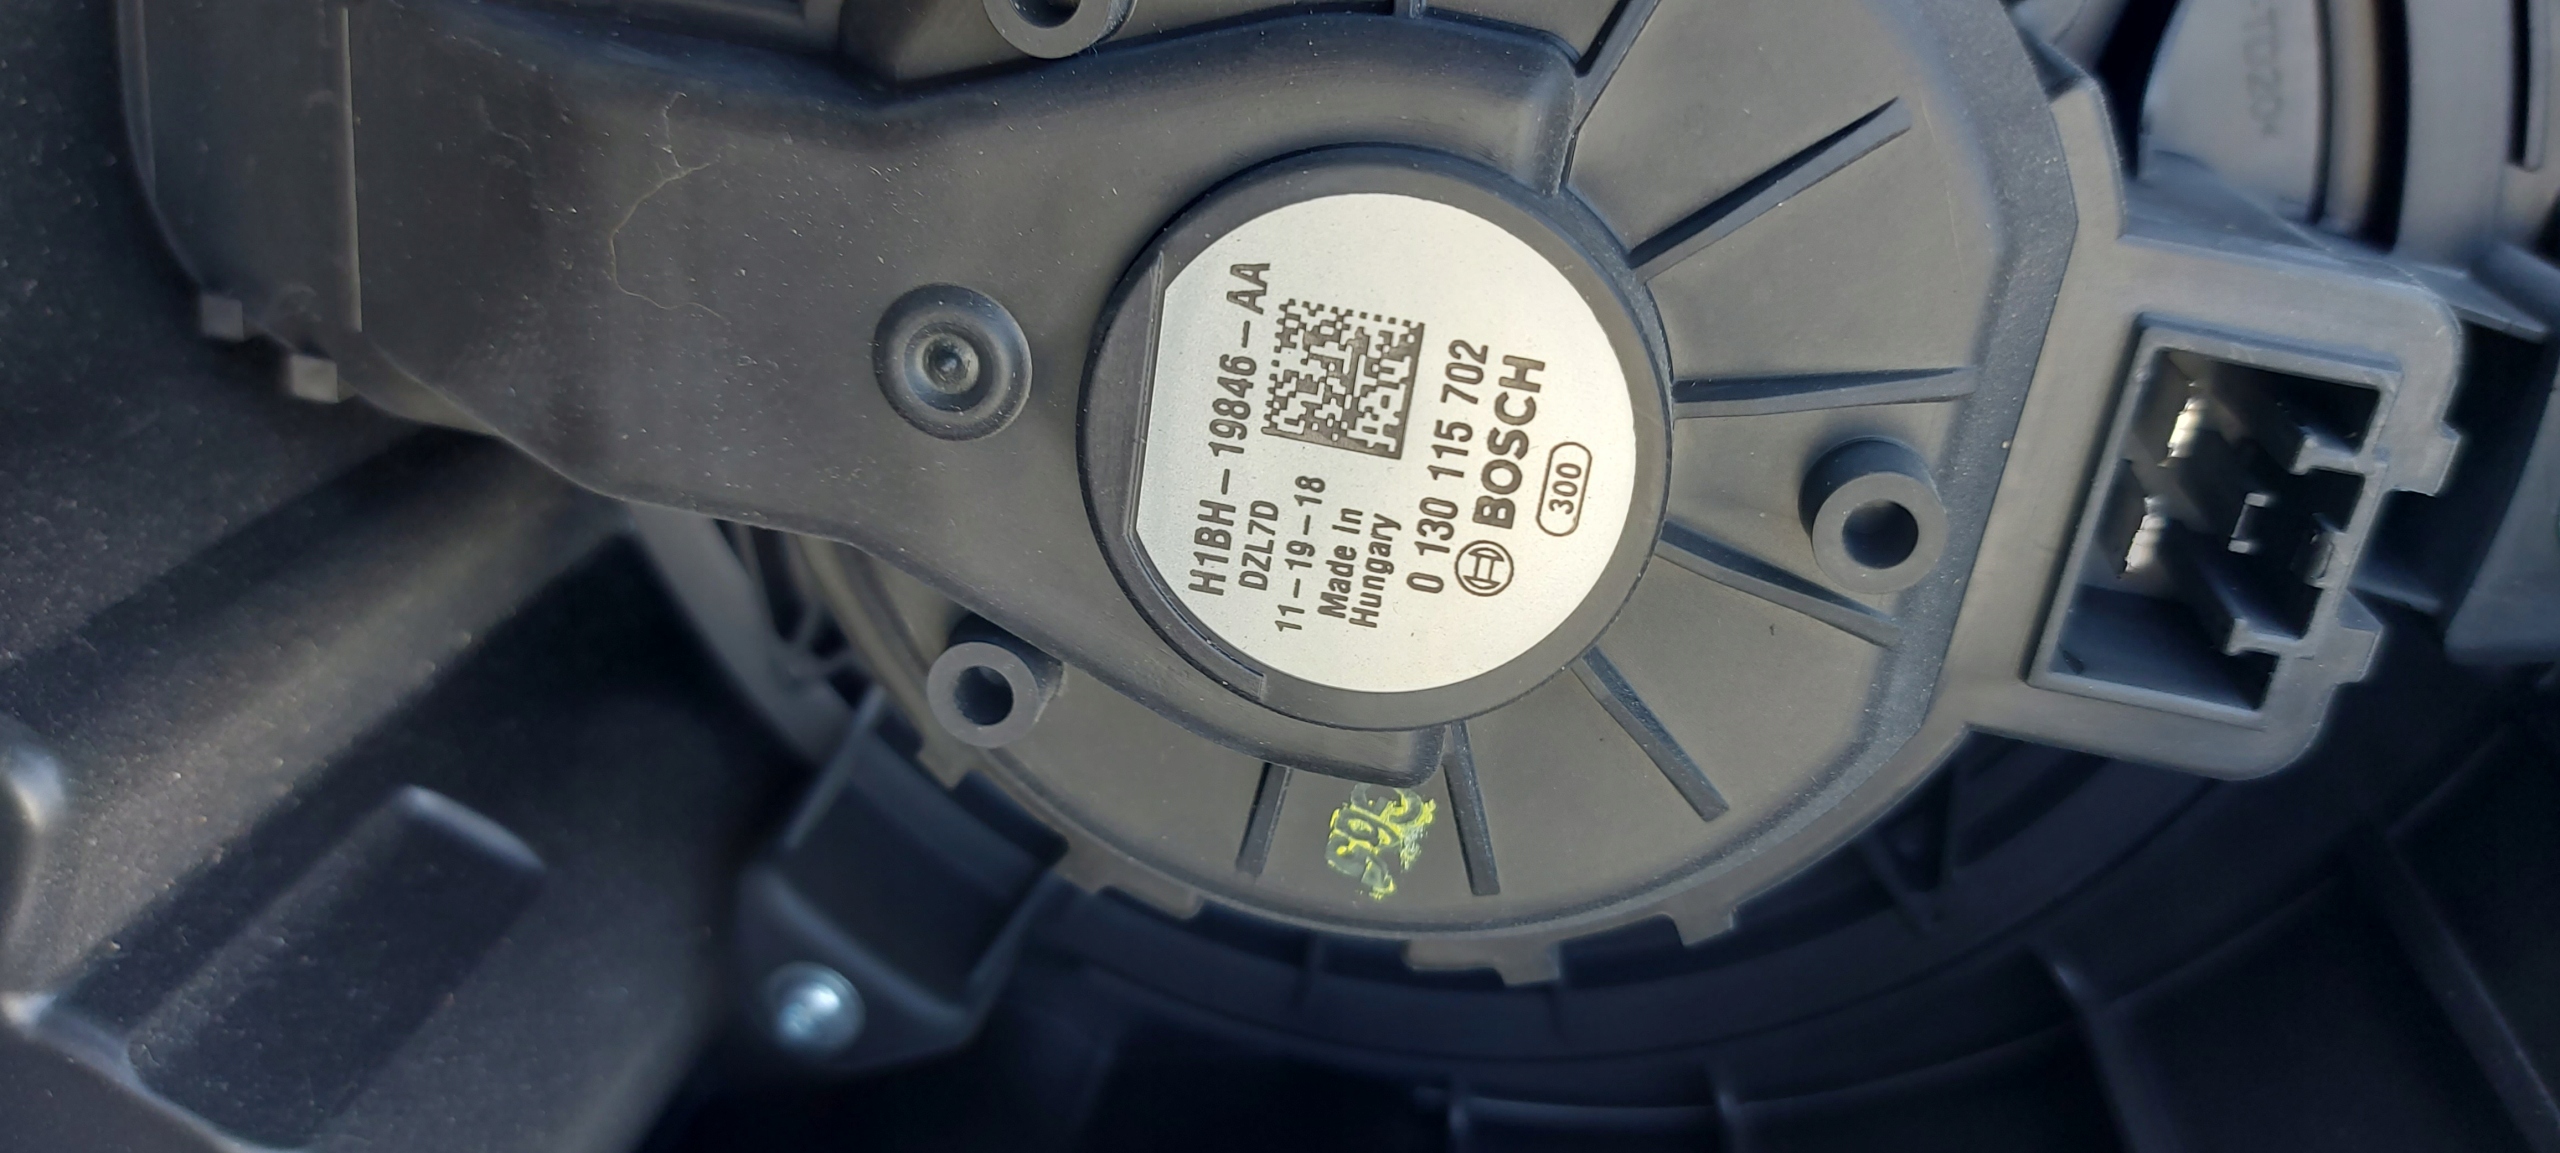 H1BH-19846-AA
DZL7D
11-19-18
Made In
Hungary
0 130 115 702
BOSCH
300